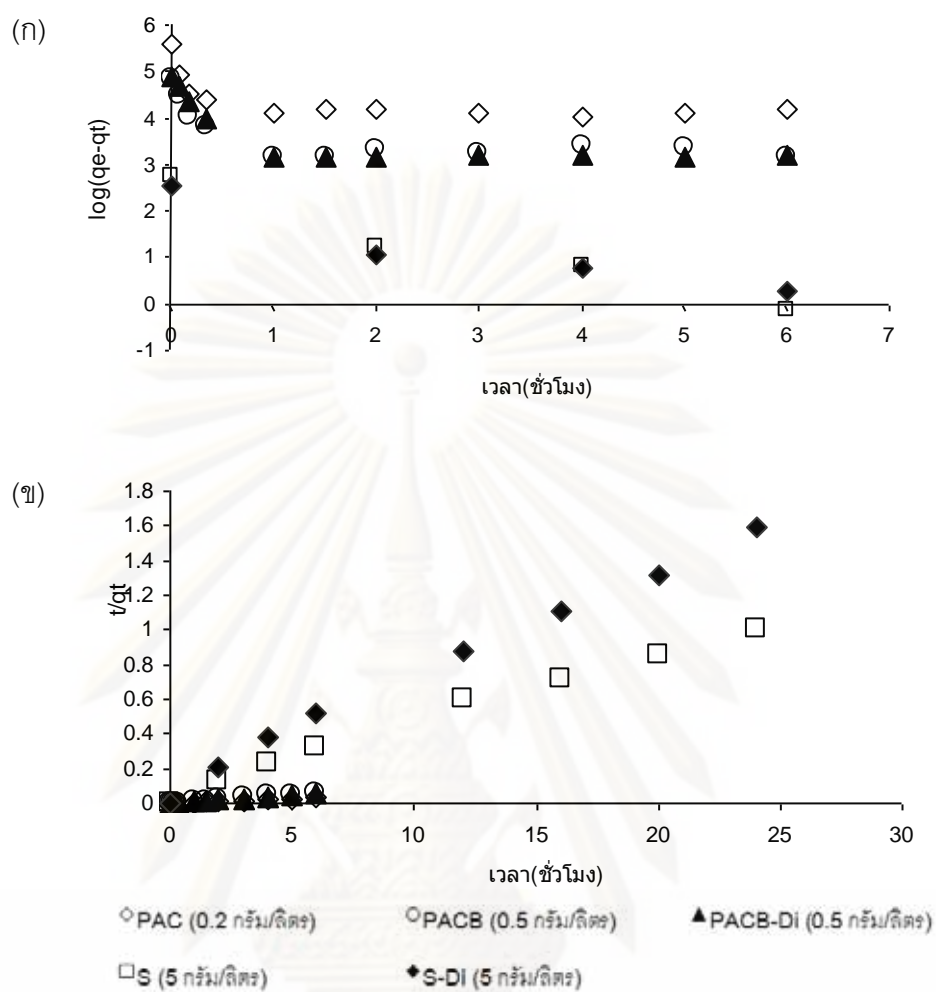 (ก)
6
5
4
3
2
1
0
-1
log(qe-qt)
0 1 2 3 4 5 6 7
เวลา(ชั่วโมง)
(ข)
1.8
1.6
1.4
1.2
1
0.8
0.6
0.4
0.2
0
t/qt
0 5 10 15 20 25 30
เวลา(ชั่วโมง)
PAC (0.2 กรัม/ลิตร) PACB (0.5 กรัม/ลิตร) PACB-Di (0.5 กรัม/ลิตร)
S (5 กรัม/ลิตร) S-Di (5 กรัม/ลิตร)